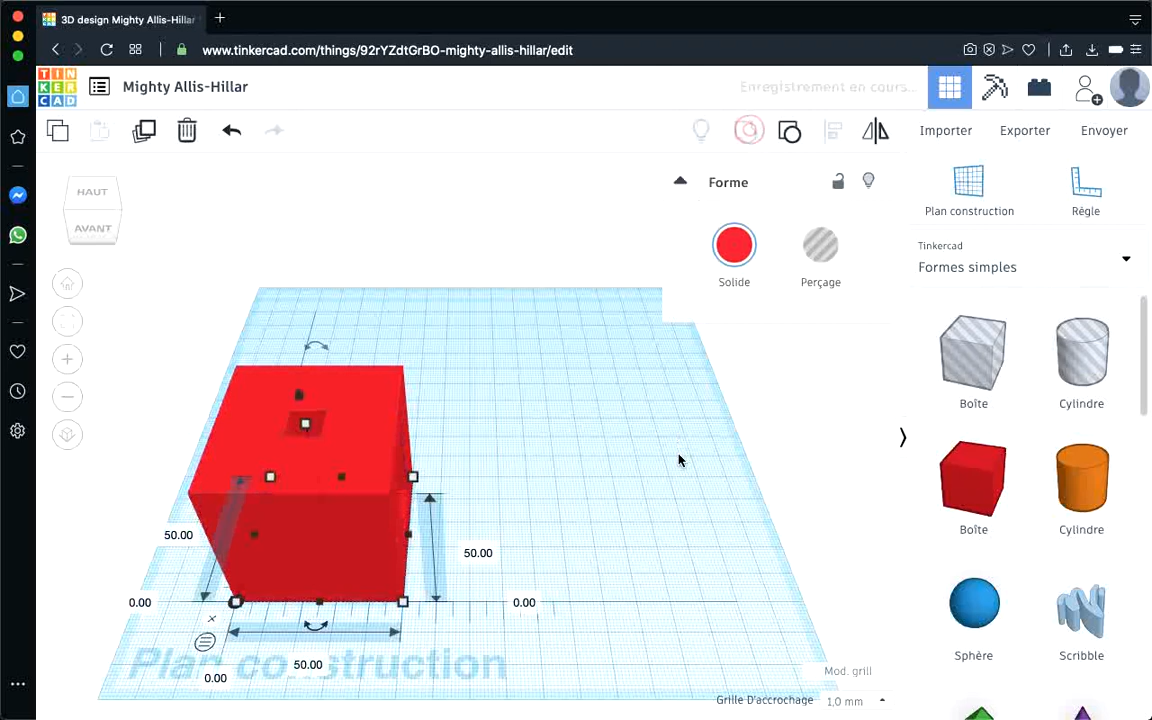 3D design Mighty Allis-Hillar
www.tinkercad.com/things/92rYZdtGrBO-mighty-allis-hillar/edit
TIN
KER
CAD
Mighty Allis-Hillar
Enregistrement en cours...
Importer
Exporter
Envoyer
HAUT
AVANT
Forme
Solide
Perçage
Plan construction
Règle
Tinkercad
Formes simples
Boîte
Cylindre
Boîte
Cylindre
Sphère
Scribble
50.00
50.00
0.00
0.00
50.00
0.00
Plan construction
Mod. grill
Grille D'accrochage 1,0 mm